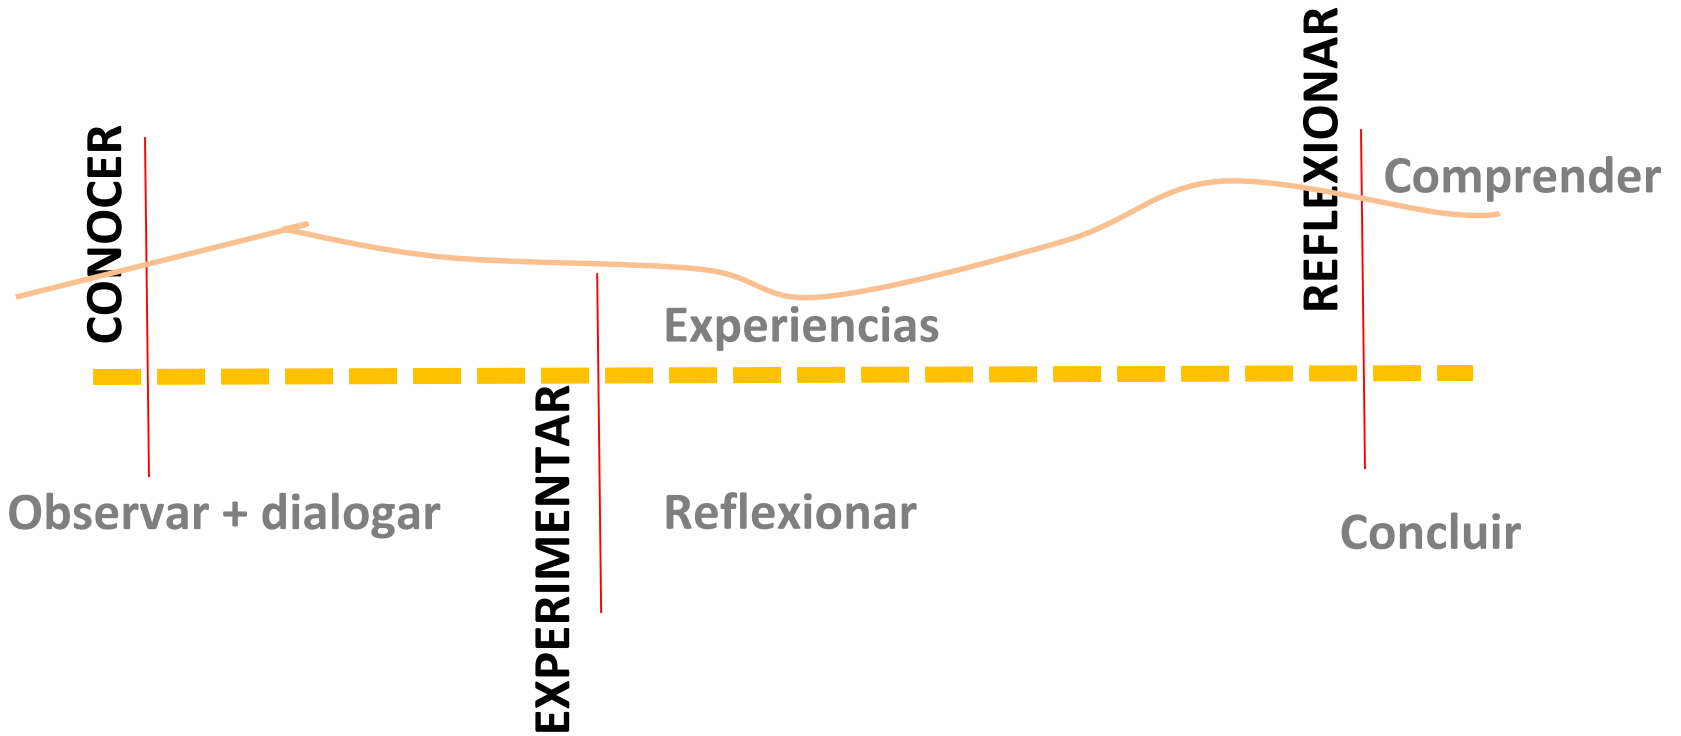 CONOCER
Observar + dialogar
EXPERIMENTAR
Experiencias
Reflexionar
REFLEXIONAR
Comprender
Concluir